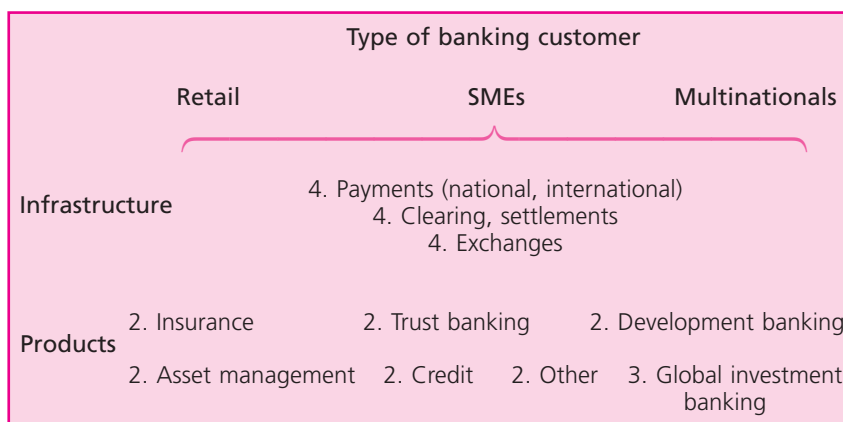 Type of banking customer
Retail SMEs Multinationals
4. Payments (national, international)
Infrastructure
4. Clearing, settlements
4. Exchanges
2. Insurance 2. Trust banking 2. Development banking
Products
2. Asset management 2. Credit 2. Other 3. Global investment
banking